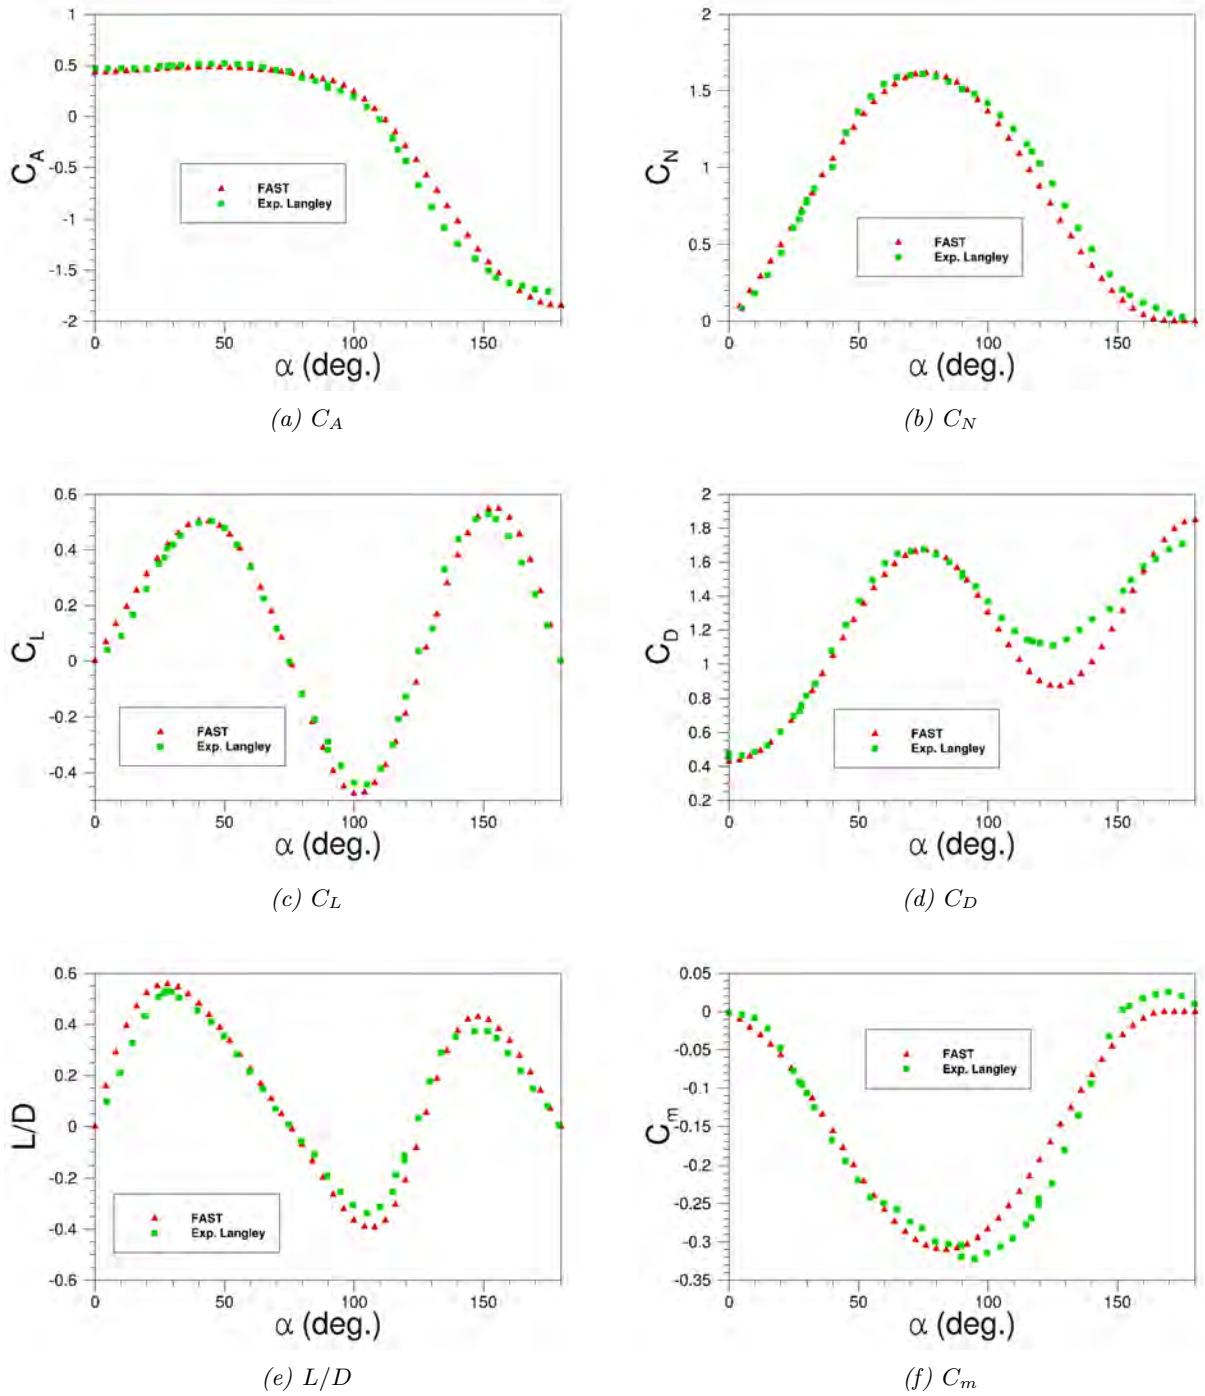 1
0.5
0
-0.5
-1
-1.5
-2
C_A
0
50
100
150
α (deg.)
FAST
Exp. Langley
(a) C_A
2
1.5
1
0.5
0
C_N
0
50
100
150
α (deg.)
FAST
Exp. Langley
(b) C_N
0.6
0.4
0.2
0
-0.2
-0.4
C_L
0
50
100
150
α (deg.)
FAST
Exp. Langley
(c) C_L
2
1.8
1.6
1.4
1.2
1
0.8
0.6
0.4
0.2
C_D
0
50
100
150
α (deg.)
FAST
Exp. Langley
(d) C_D
0.6
0.4
0.2
0
-0.2
-0.4
-0.6
L/D
0
50
100
150
α (deg.)
FAST
Exp. Langley
(e) L/D
0.05
0
-0.05
-0.1
-0.15
-0.2
-0.25
-0.3
-0.35
C_m
0
50
100
150
α (deg.)
FAST
Exp. Langley
(f) C_m